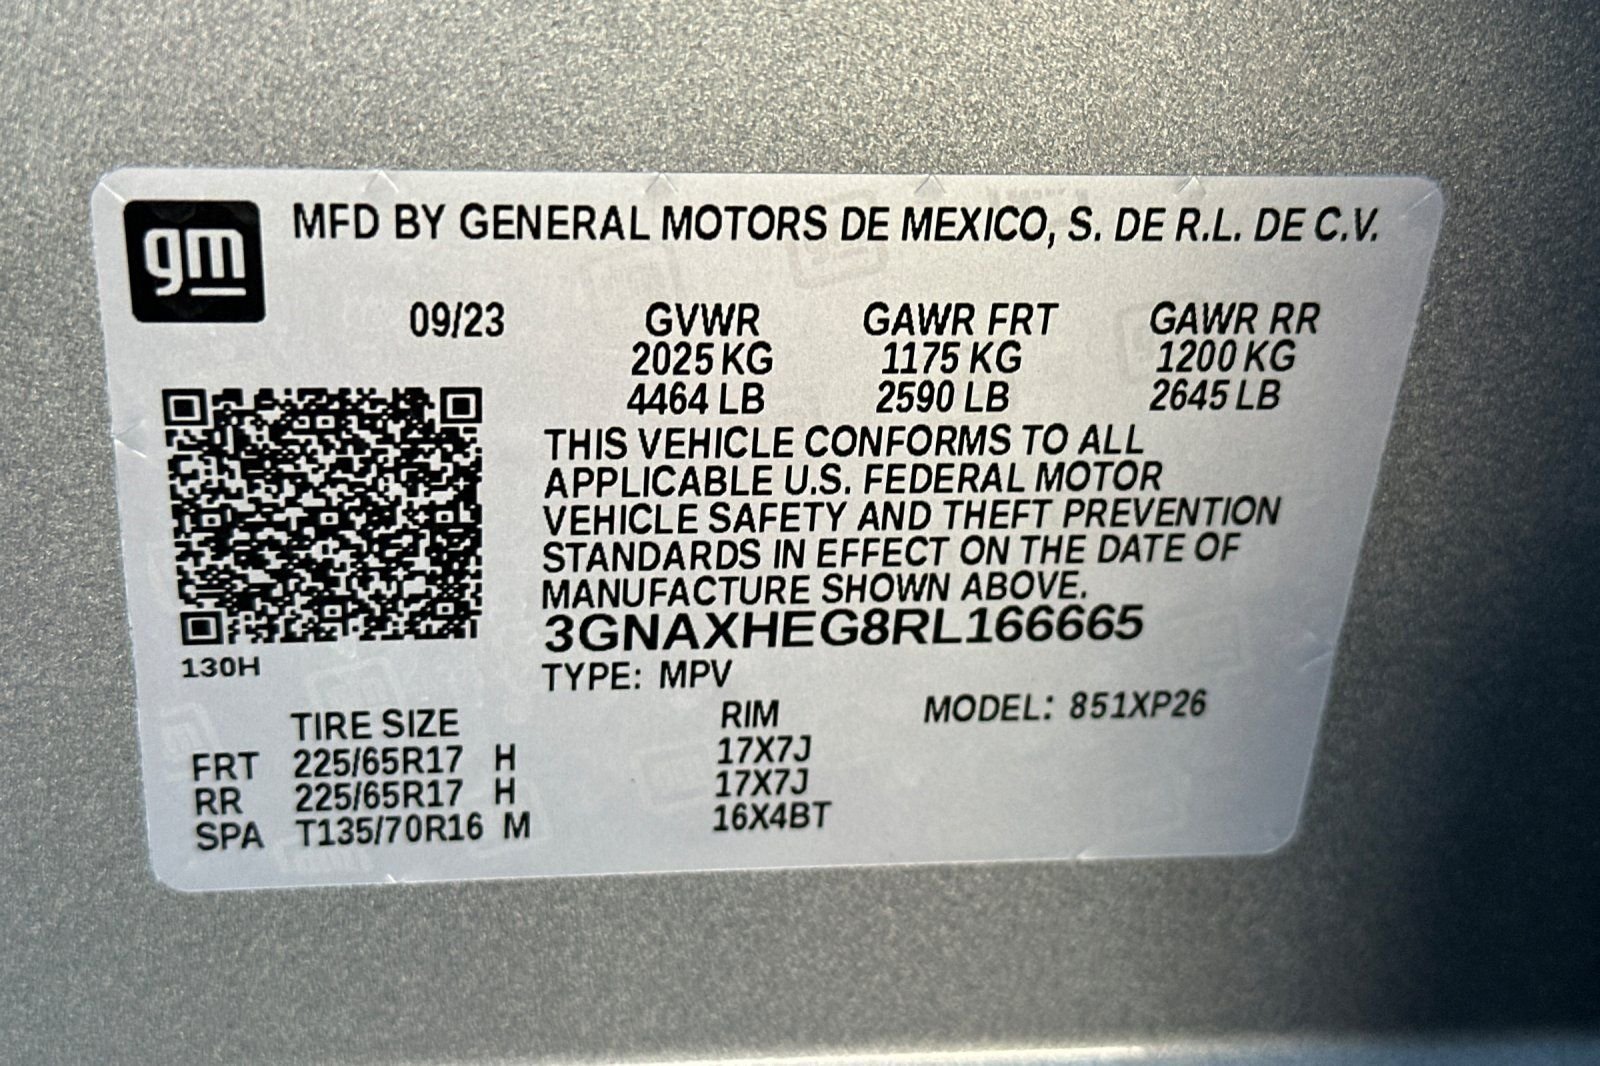 gm
MFD BY GENERAL MOTORS DE MEXICO, S. DE R.L. DE C.V.
09/23 GVWR GAWR FRT GAWR RR
2025 KG 1175 KG 1200 KG
4464 LB 2590 LB 2645 LB
THIS VEHICLE CONFORMS TO ALL
APPLICABLE U.S. FEDERAL MOTOR
VEHICLE SAFETY AND THEFT PREVENTION
STANDARDS IN EFFECT ON THE DATE OF
MANUFACTURE SHOWN ABOVE.
3GNAXHEG8RL166665
130H
TYPE: MPV
TIRE SIZE RIM MODEL: 851XP26
FRT 225/65R17 H 17X7J
RR 225/65R17 H 17X7J
SPA T135/70R16 M 16X4BT